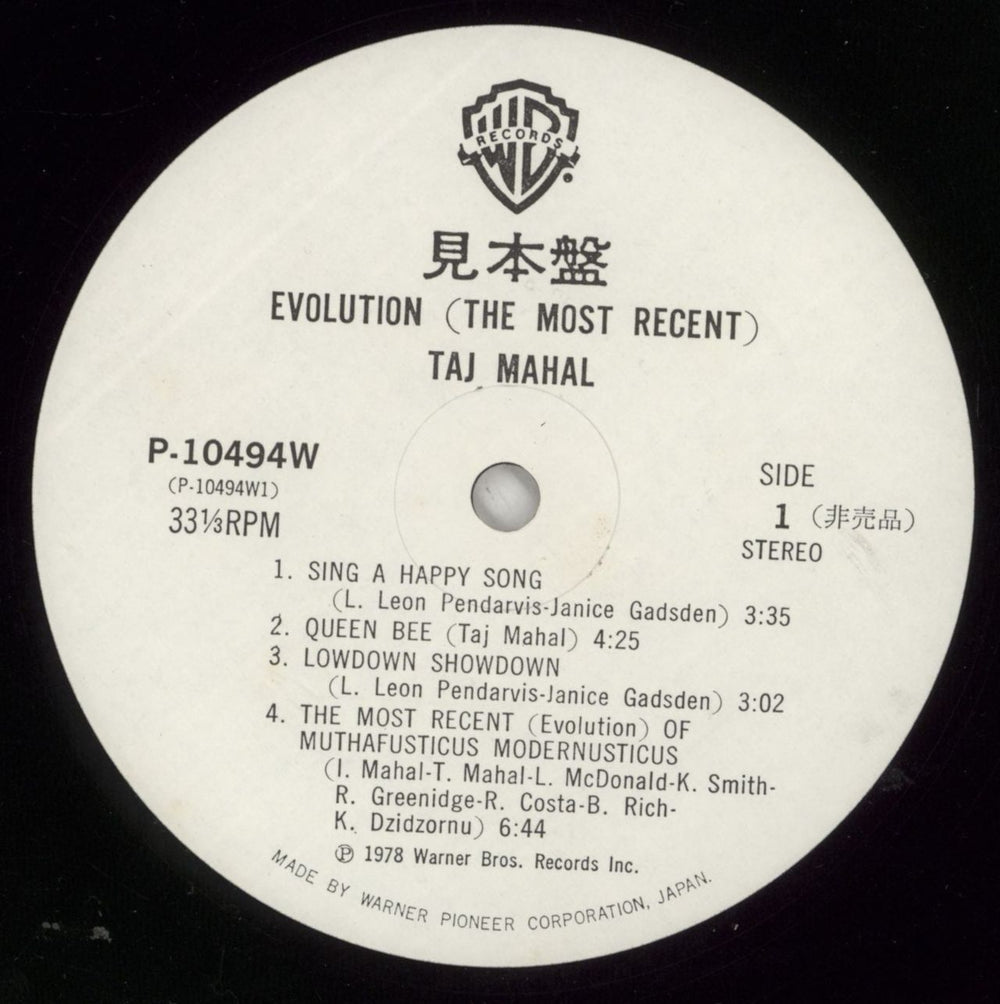 WB
RECORDS
見本盤
EVOLUTION (THE MOST RECENT)
TAJ MAHAL
P-10494W
(P-10494W1)
33⅓RPM
SIDE
1 (非売品)
STEREO
1. SING A HAPPY SONG
(L. Leon Pendarvis-Janice Gadsden) 3:35
2. QUEEN BEE (Taj Mahal) 4:25
3. LOWDOWN SHOWDOWN
(L. Leon Pendarvis-Janice Gadsden) 3:02
4. THE MOST RECENT (Evolution) OF
MUTHAFUSTICUS MODERNUSTICUS
(I. Mahal-T. Mahal-L. McDonald-K. Smith-
R. Greenidge-R. Costa-B. Rich-
K. Dzidzornu) 6:44
Ⓟ 1978 Warner Bros. Records Inc.
MADE BY WARNER PIONEER CORPORATION, JAPAN.